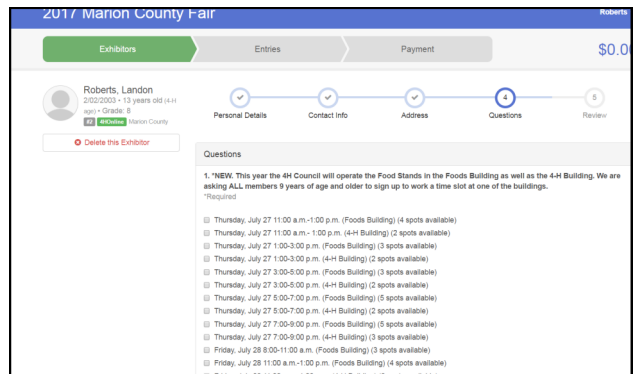 2017 Marion County Fair
Roberts
Exhibitors
Entries
Payment
$0.00
Roberts, Landon
2/02/2003 • 13 years old (4-H
age) • Grade: 8
4HOnline Marion County
Delete this Exhibitor
Personal Details
Contact Info
Address
4
Questions
5
Review
Questions
1. *NEW. This year the 4H Council will operate the Food Stands in the Foods Building as well as the 4-H Building. We are
asking ALL members 9 years of age and older to sign up to work a time slot at one of the buildings.
*Required
Thursday, July 27 11:00 a.m.-1:00 p.m. (Foods Building) (4 spots available)
Thursday, July 27 11:00 a.m.- 1:00 p.m. (4-H Building) (2 spots available)
Thursday, July 27 1:00-3:00 p.m. (Foods Building) (3 spots available)
Thursday, July 27 1:00-3:00 p.m. (4-H Building) (2 spots available)
Thursday, July 27 3:00-5:00 p.m. (Foods Building) (3 spots available)
Thursday, July 27 3:00-5:00 p.m. (4-H Building) (2 spots available)
Thursday, July 27 5:00-7:00 p.m. (Foods Building) (5 spots available)
Thursday, July 27 5:00-7:00 p.m. (4-H Building) (2 spots available)
Thursday, July 27 7:00-9:00 p.m. (Foods Building) (5 spots available)
Thursday, July 27 7:00-9:00 p.m. (4-H Building) (3 spots available)
Friday, July 28 8:00-11:00 a.m. (Foods Building) (3 spots available)
Friday, July 28 11:00 a.m.-1:00 p.m. (Foods Building) (4 spots available)